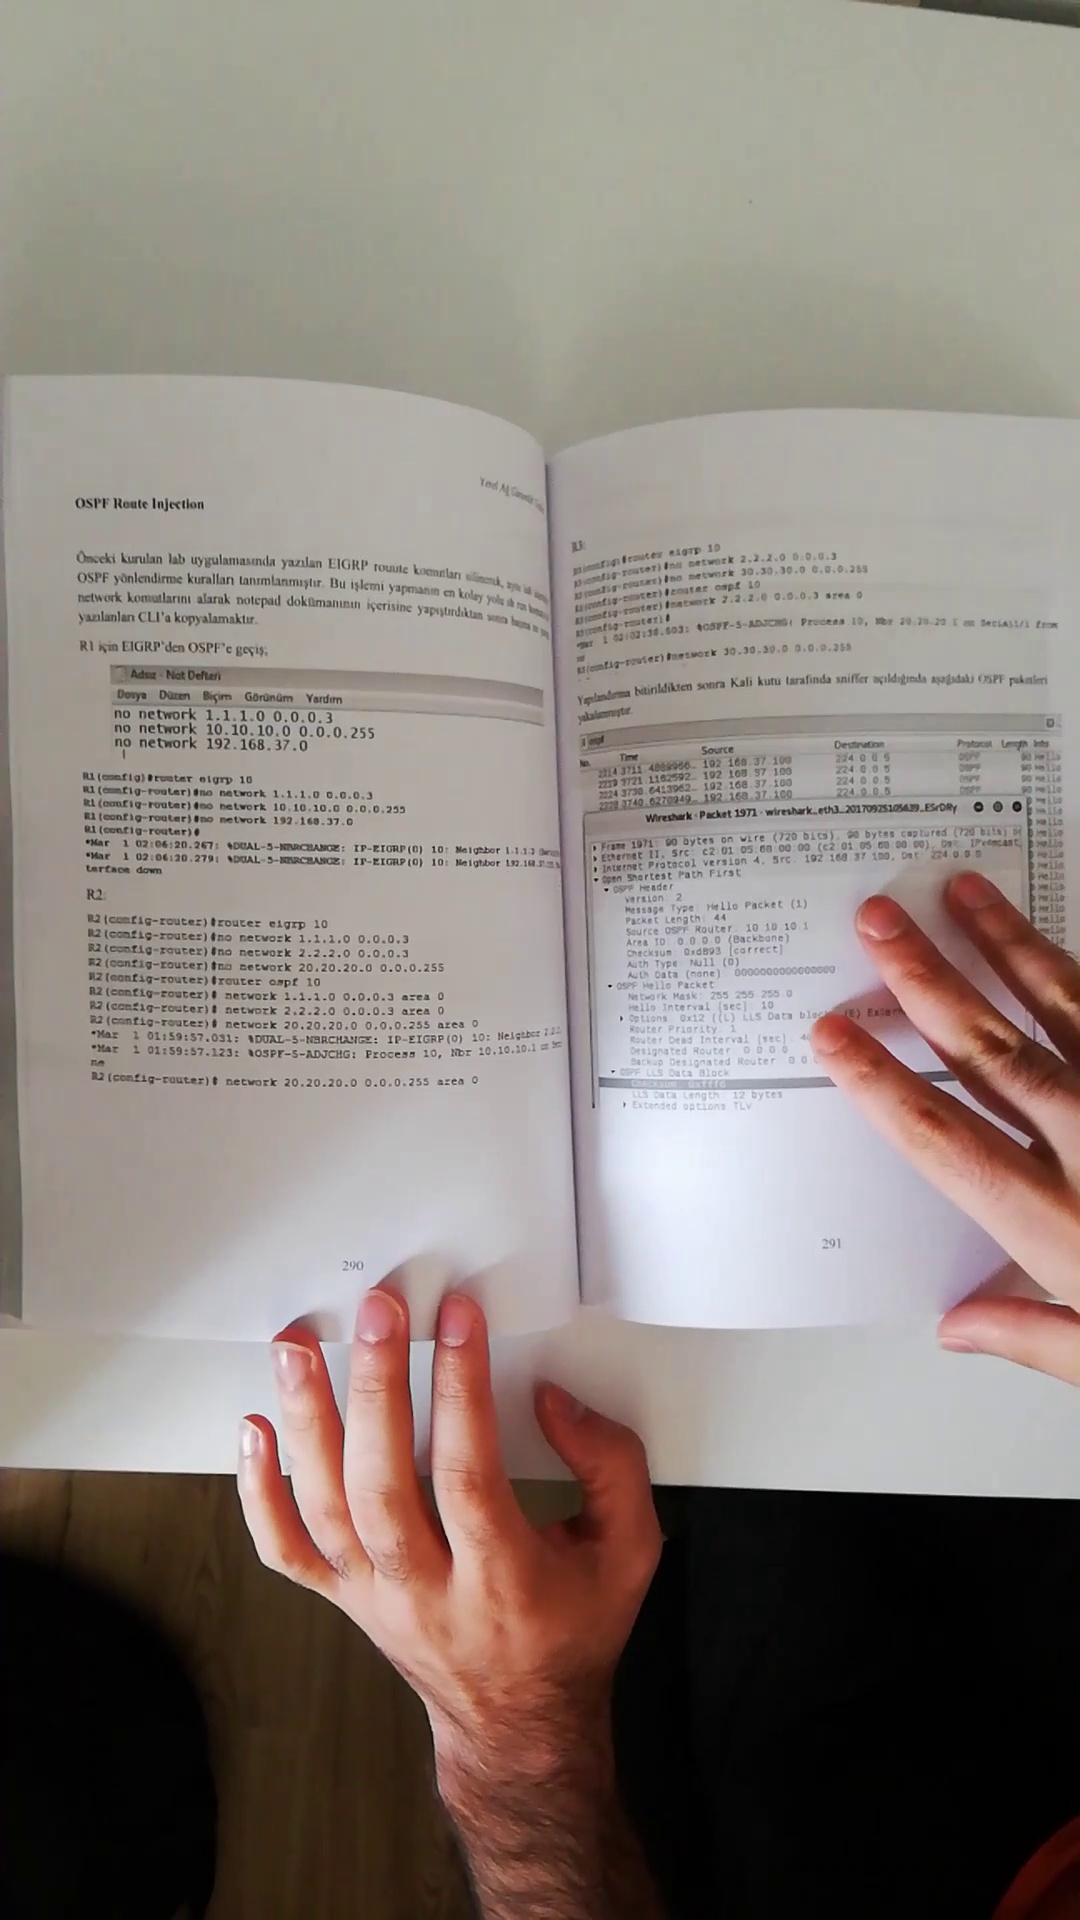 Yerel Ağ Güvenlik
OSPF Route Injection
Önceki kurulan lab uygulamasında yazılan EIGRP rouute komutları silinerek,
OSPF yönlendirme kuralları tanımlanmıştır. Bu işlemi yapmanın en kolay yolu sh run
network komutlarını alarak notepad dokümanının içerisine yapıştırdıktan sonra başına no
yazılanları CLI'a kopyalamaktır.
R1 için EIGRP'den OSPF'e geçiş;
Adsız - Not Defteri
Dosya Düzen Biçim Görünüm Yardım
no network 1.1.1.0 0.0.0.3
no network 10.10.10.0 0.0.0.255
no network 192.168.37.0
R1(config)#router eigrp 10
R1(config-router)#no network 1.1.1.0 0.0.0.3
R1(config-router)#no network 10.10.10.0 0.0.0.255
R1(config-router)#no network 192.168.37.0
R1(config-router)#
*Mar 1 02:06:20.267: %DUAL-5-NBRCHANGE: IP-EIGRP(0) 10: Neighbor 1.1.1.2
*Mar 1 02:06:20.279: %DUAL-5-NBRCHANGE: IP-EIGRP(0) 10: Neighbor 192.168.37
terface down
R2:
R2(config-router)#router eigrp 10
R2(config-router)#no network 1.1.1.0 0.0.0.3
R2(config-router)#no network 2.2.2.0 0.0.0.3
R2(config-router)#no network 20.20.20.0 0.0.0.255
R2(config-router)#router ospf 10
R2(config-router)# network 1.1.1.0 0.0.0.3 area 0
R2(config-router)# network 2.2.2.0 0.0.0.3 area 0
R2(config-router)# network 20.20.20.0 0.0.0.255 area 0
*Mar 1 01:59:57.031: %DUAL-5-NBRCHANGE: IP-EIGRP(0) 10: Neighbor 2.2.2
*Mar 1 01:59:57.123: %OSPF-5-ADJCHG: Process 10, Nbr 10.10.10.1 on
ne
R2(config-router)# network 20.20.20.0 0.0.0.255 area 0
290
R3:
R3(config)#router eigrp 10
R3(config-router)#no network 2.2.2.0 0.0.0.3
R3(config-router)#no network 30.30.30.0 0.0.0.255
R3(config-router)#router ospf 10
R3(config-router)#network 2.2.2.0 0.0.0.3 area 0
R3(config-router)#
*Mar 1 02:02:38.603: %OSPF-5-ADJCHG: Process 10, Nbr 20.20.20.1 on Serial1/1 from
R3(config-router)#network 30.30.30.0 0.0.0.255
Yapılandırma bitirildikten sonra Kali kutu tarafında sniffer açıldığında aşağıdaki OSPF paketleri
yakalanmıştır.
ospf
No. Time Source Destination Protocol Length Info
2214 3711.4889966… 192.168.37.100 224.0.0.5 OSPF 90 Hello
2219 3721.1162592… 192.168.37.100 224.0.0.5 OSPF 90 Hello
2224 3730.6413962… 192.168.37.100 224.0.0.5 OSPF 90 Hello
2228 3740.6270949… 192.168.37.100 224.0.0.5 OSPF 90 Hello
Wireshark · Packet 1971 · wireshark_eth3_20170925105639_ESrDRy
Frame 1971: 90 bytes on wire (720 bits), 90 bytes captured (720 bits)
Ethernet II, Src: c2:01:05:68:00:00 (c2:01:05:68:00:00), Dst: IPv4mcast
Internet Protocol Version 4, Src: 192.168.37.100, Dst: 224.0.0.5
Open Shortest Path First
OSPF Header
Version: 2
Message Type: Hello Packet (1)
Packet Length: 44
Source OSPF Router: 10.10.10.1
Area ID: 0.0.0.0 (Backbone)
Checksum: 0xd893 [correct]
Auth Type: Null (0)
Auth Data (none): 0000000000000000
OSPF Hello Packet
Network Mask: 255.255.255.0
Hello Interval [sec]: 10
Options: 0x12 ((L) LLS Data block, (E) Extern
Router Priority: 1
Router Dead Interval [sec]: 40
Designated Router: 0.0.0.0
Backup Designated Router: 0.0
OSPF LLS Data Block
Checksum: 0xfff6
LLS Data Length: 12 bytes
Extended options TLV
291